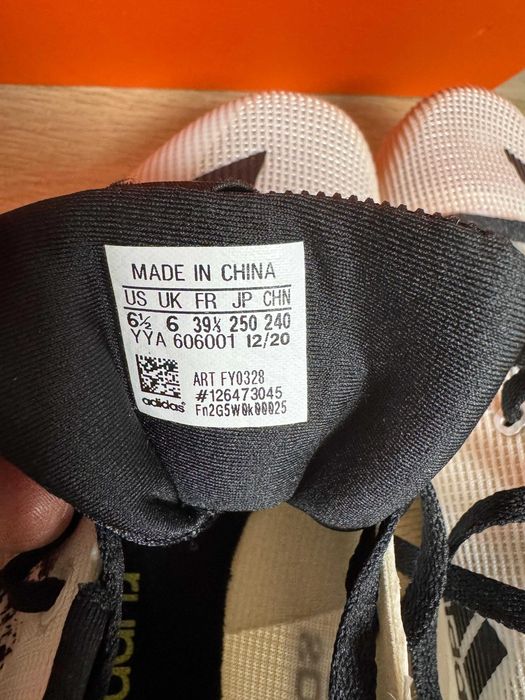 MADE IN CHINA
US UK FR JP CHN
6½ 6 39⅓ 250 240
YYA 606001 12/20
ART FY0328
#126473045
adidas
Fn2G5W0k00025